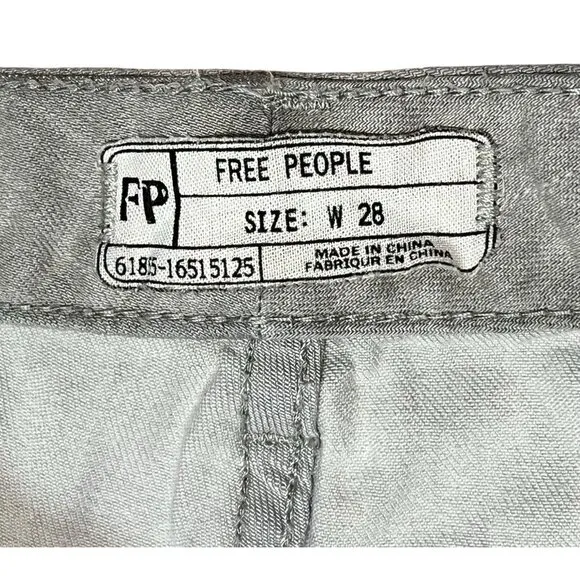 FP
FREE PEOPLE
SIZE: W 28
6185-16515125
MADE IN CHINA
FABRIQUR EN CHINA